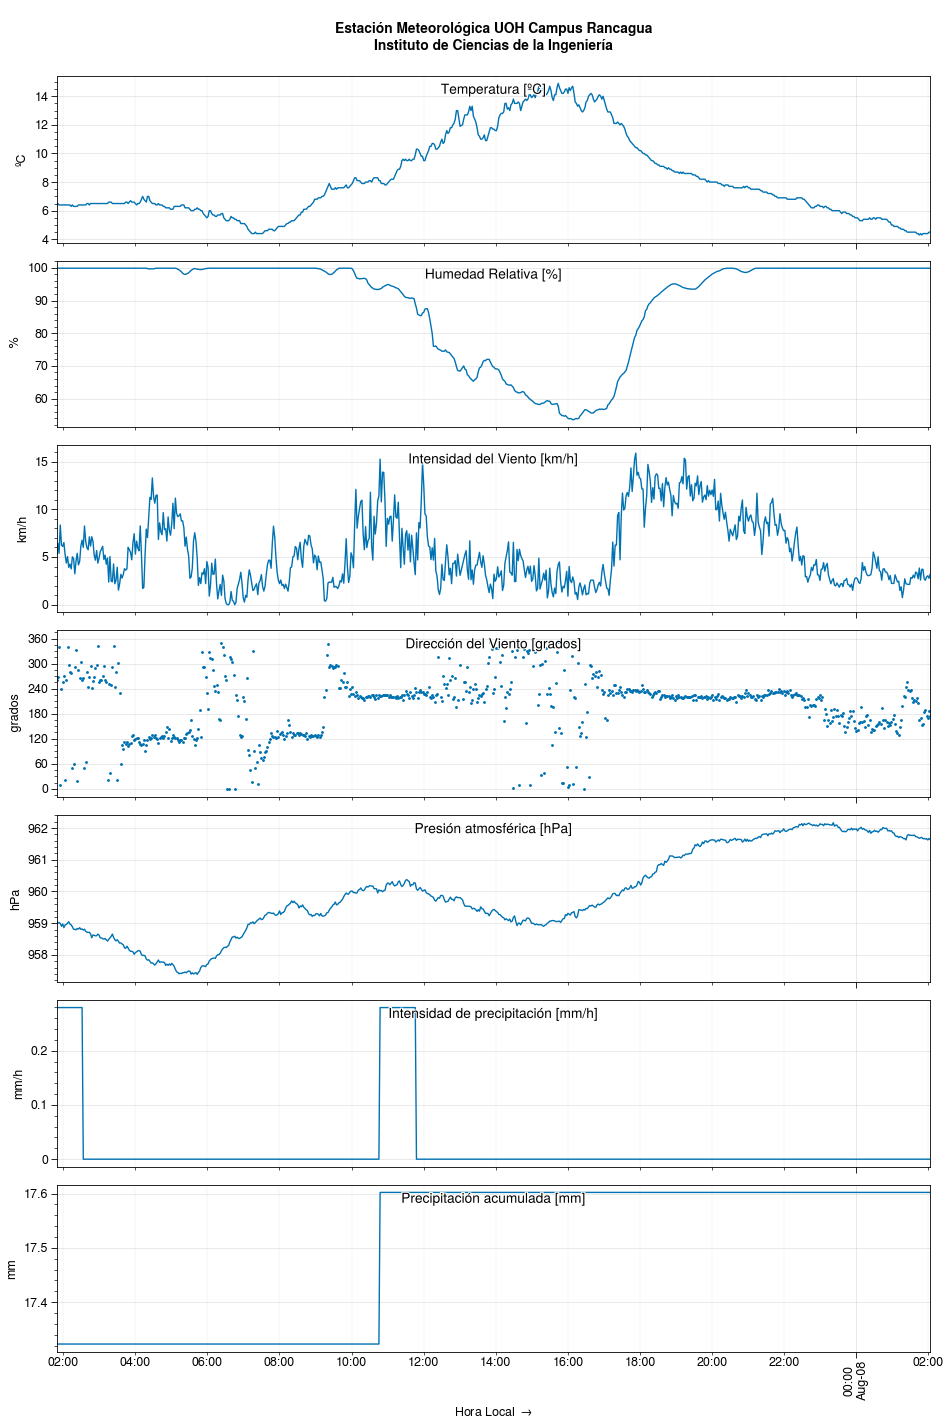 Estación Meteorológica UOH Campus Rancagua
Instituto de Ciencias de la Ingeniería
Temperatura [ºC]
14
12
10
8
6
4
ºC
Humedad Relativa [%]
100
90
80
70
60
%
Intensidad del Viento [km/h]
15
10
5
0
km/h
Dirección del Viento [grados]
360
300
240
180
120
60
0
grados
Presión atmosférica [hPa]
962
961
960
959
958
hPa
Intensidad de precipitación [mm/h]
0.2
0.1
0
mm/h
Precipitación acumulada [mm]
17.6
17.5
17.4
mm
02:00 04:00 06:00 08:00 10:00 12:00 14:00 16:00 18:00 20:00 22:00 00:00 02:00
Aug-08
Hora Local →